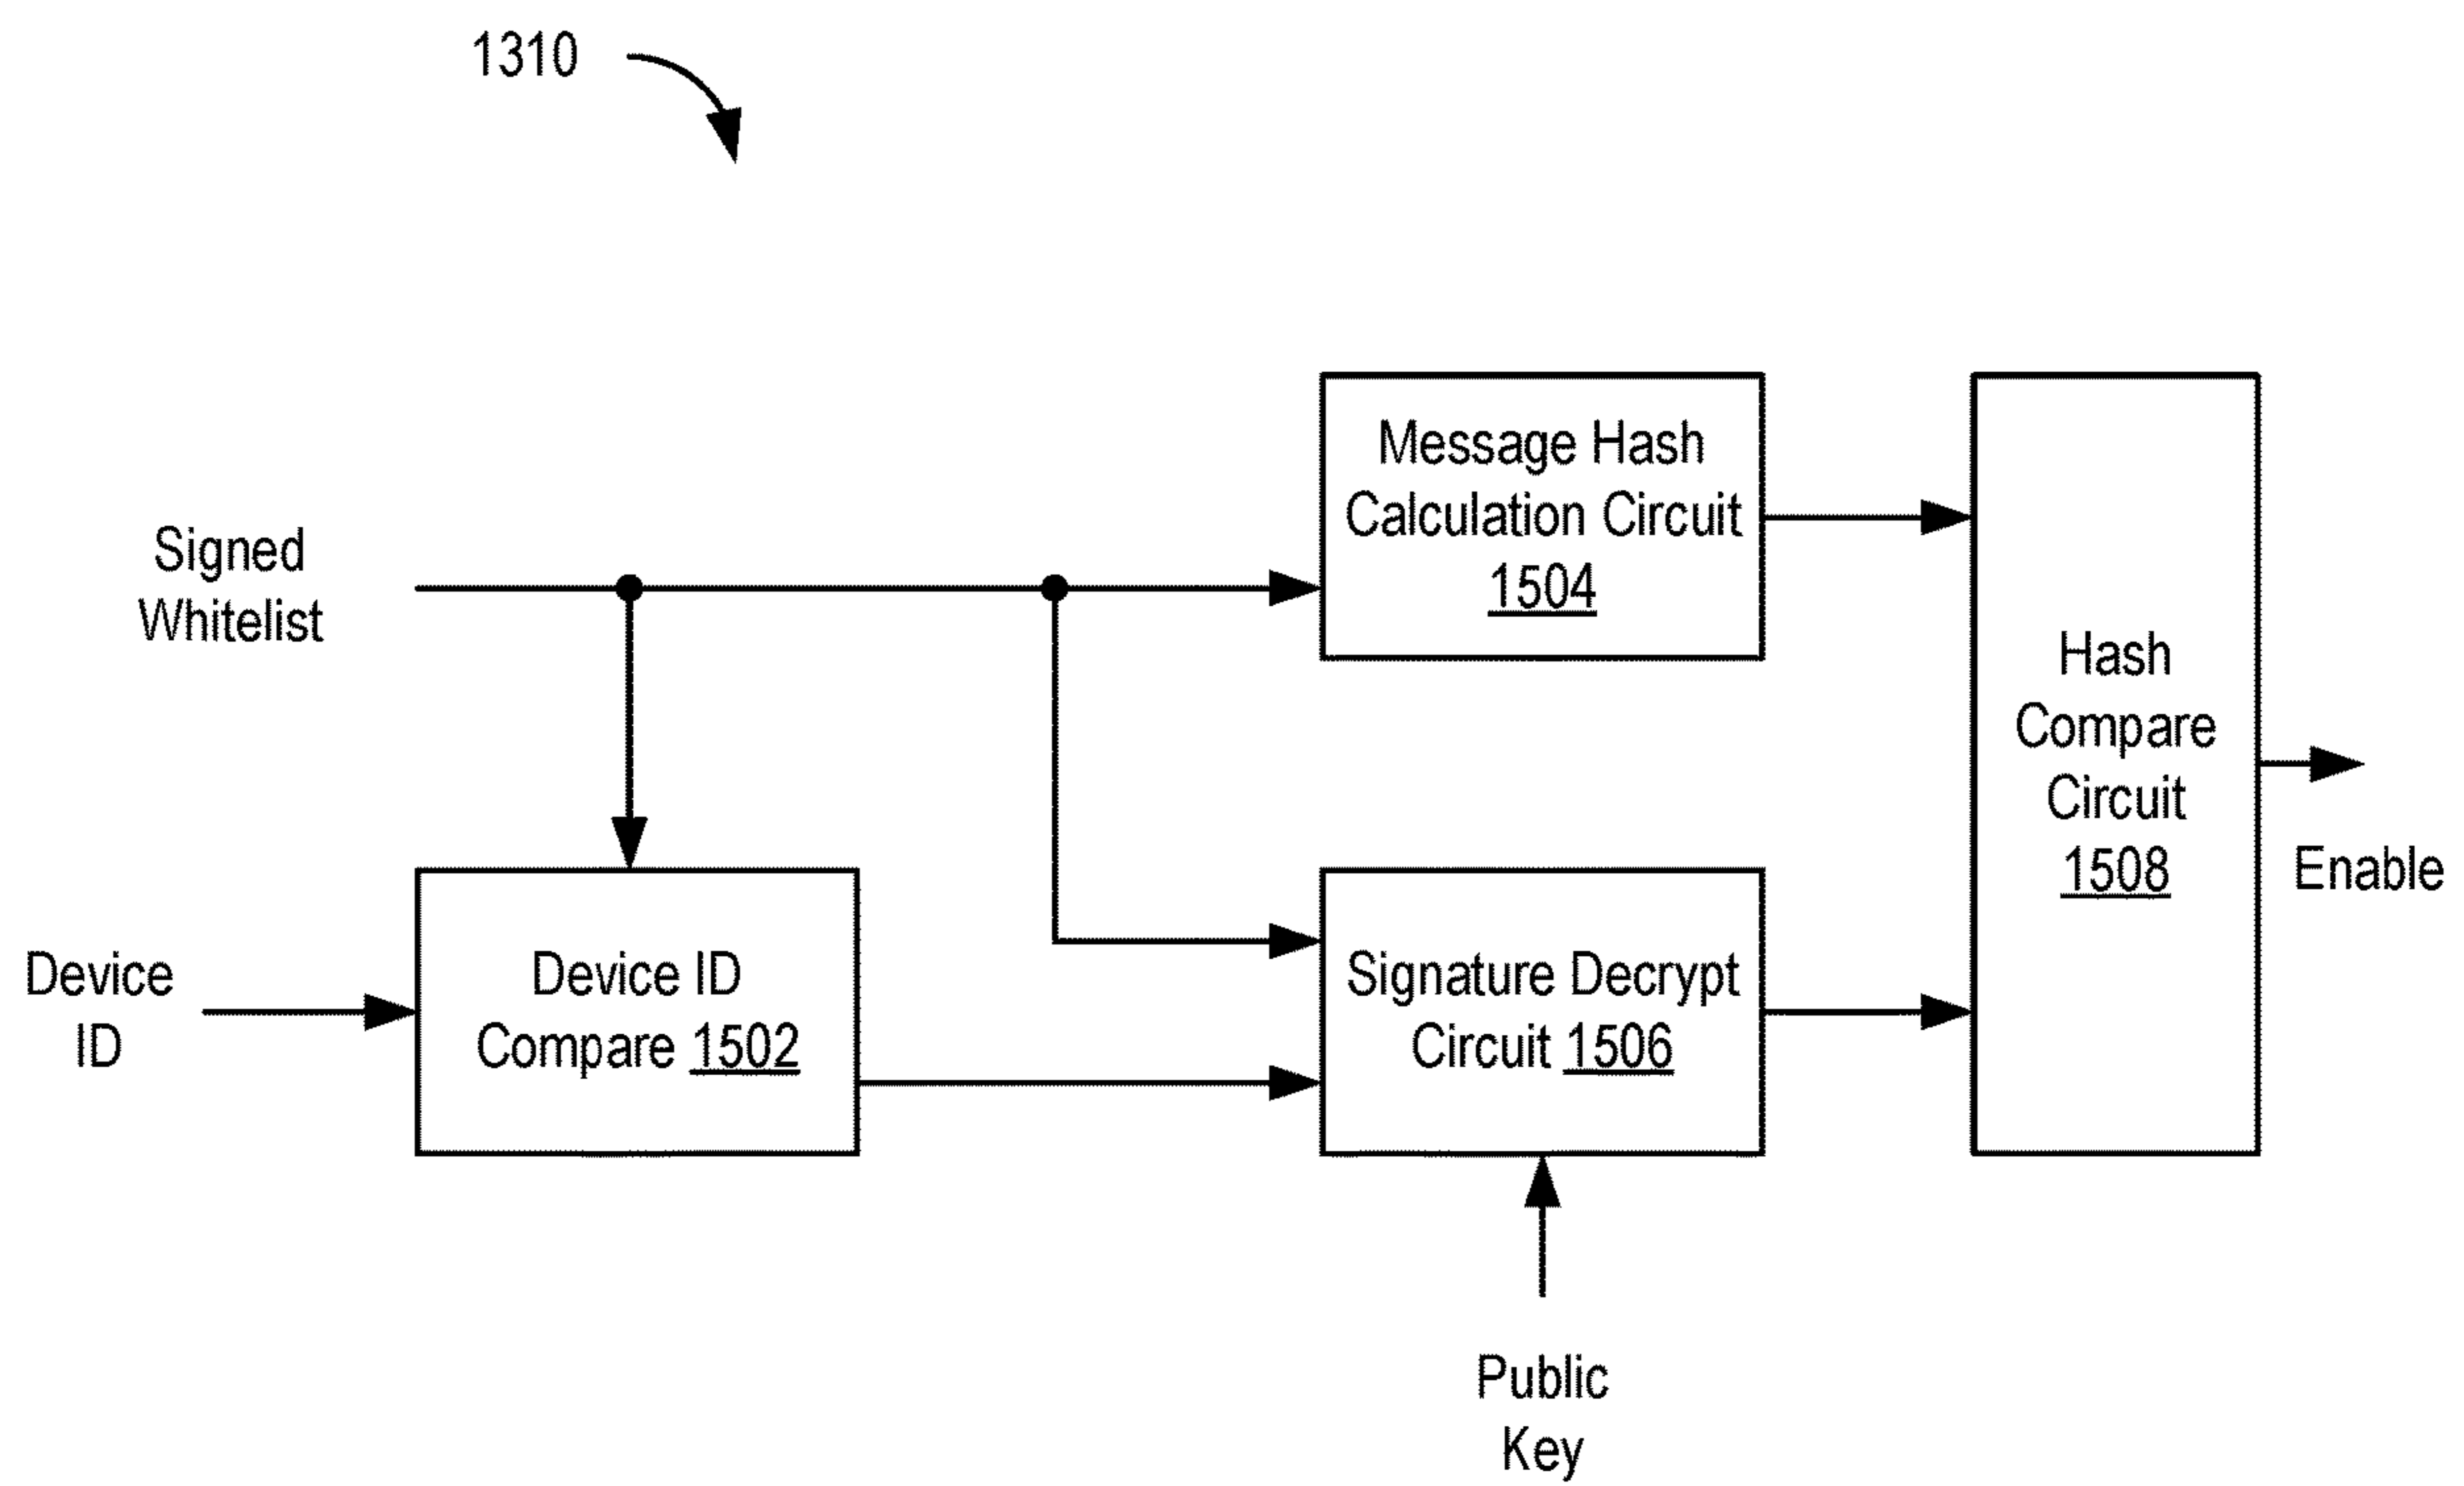 1310
Signed
Whitelist
Message Hash
Calculation Circuit
1504
Hash
Compare
Circuit
1508
Enable
Device
ID
Device ID
Compare 1502
Signature Decrypt
Circuit 1506
Public
Key